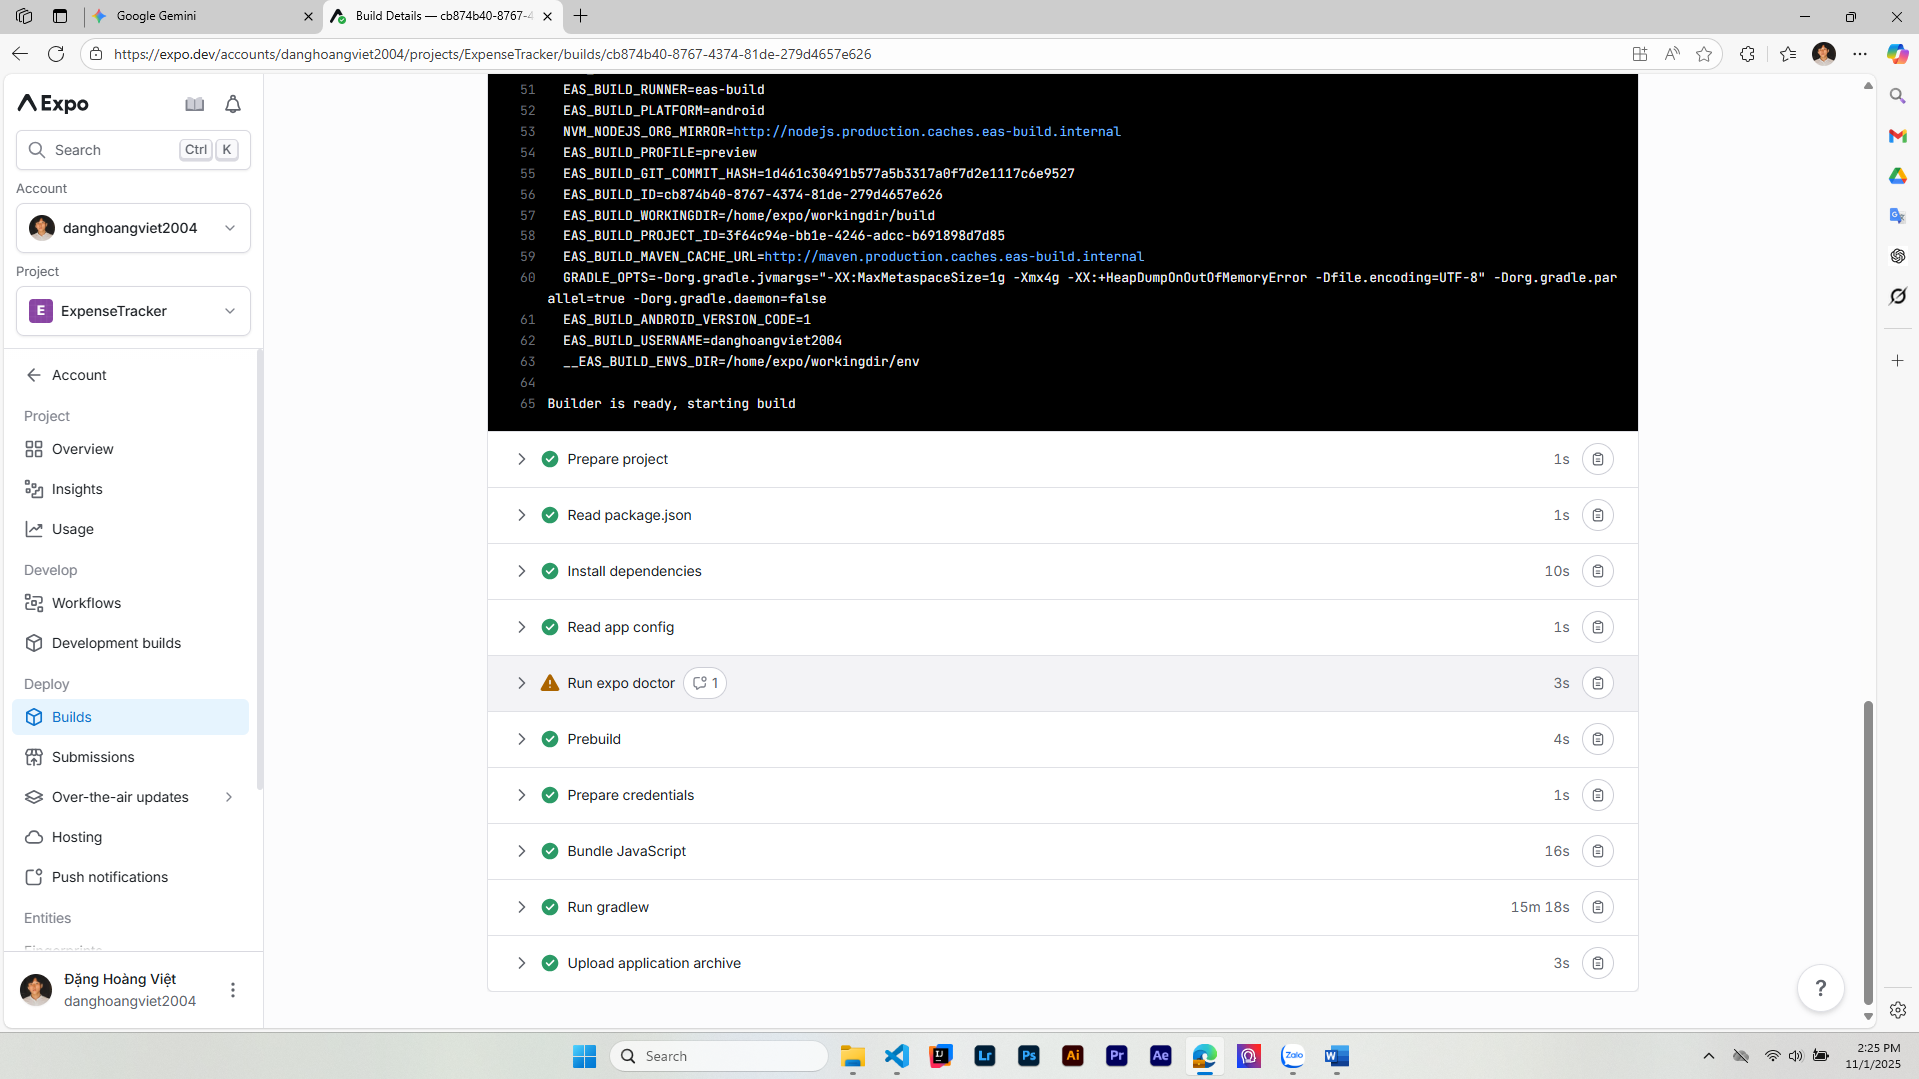 Google Gemini
Build Details — cb874b40-8767-4
https://expo.dev/accounts/danghoangviet2004/projects/ExpenseTracker/builds/cb874b40-8767-4374-81de-279d4657e626
Expo
Search Ctrl K
Account
danghoangviet2004
Project
E ExpenseTracker
Account
Project
Overview
Insights
Usage
Develop
Workflows
Development builds
Deploy
Builds
Submissions
Over-the-air updates
Hosting
Push notifications
Entities
Fingerprints
Đặng Hoàng Việt
danghoangviet2004
51 EAS_BUILD_RUNNER=eas-build
52 EAS_BUILD_PLATFORM=android
53 NVM_NODEJS_ORG_MIRROR=http://nodejs.production.caches.eas-build.internal
54 EAS_BUILD_PROFILE=preview
55 EAS_BUILD_GIT_COMMIT_HASH=1d461c30491b577a5b3317a0f7d2e1117c6e9527
56 EAS_BUILD_ID=cb874b40-8767-4374-81de-279d4657e626
57 EAS_BUILD_WORKINGDIR=/home/expo/workingdir/build
58 EAS_BUILD_PROJECT_ID=3f64c94e-bb1e-4246-adcc-b691898d7d85
59 EAS_BUILD_MAVEN_CACHE_URL=http://maven.production.caches.eas-build.internal
60 GRADLE_OPTS=-Dorg.gradle.jvmargs="-XX:MaxMetaspaceSize=1g -Xmx4g -XX:+HeapDumpOnOutOfMemoryError -Dfile.encoding=UTF-8" -Dorg.gradle.par
allel=true -Dorg.gradle.daemon=false
61 EAS_BUILD_ANDROID_VERSION_CODE=1
62 EAS_BUILD_USERNAME=danghoangviet2004
63 __EAS_BUILD_ENVS_DIR=/home/expo/workingdir/env
64
65 Builder is ready, starting build
Prepare project 1s
Read package.json 1s
Install dependencies 10s
Read app config 1s
Run expo doctor 1 3s
Prebuild 4s
Prepare credentials 1s
Bundle JavaScript 16s
Run gradlew 15m 18s
Upload application archive 3s
?
Search
Lr
Ps
Ai
Pr
Ae
Zalo
W
2:25 PM
11/1/2025